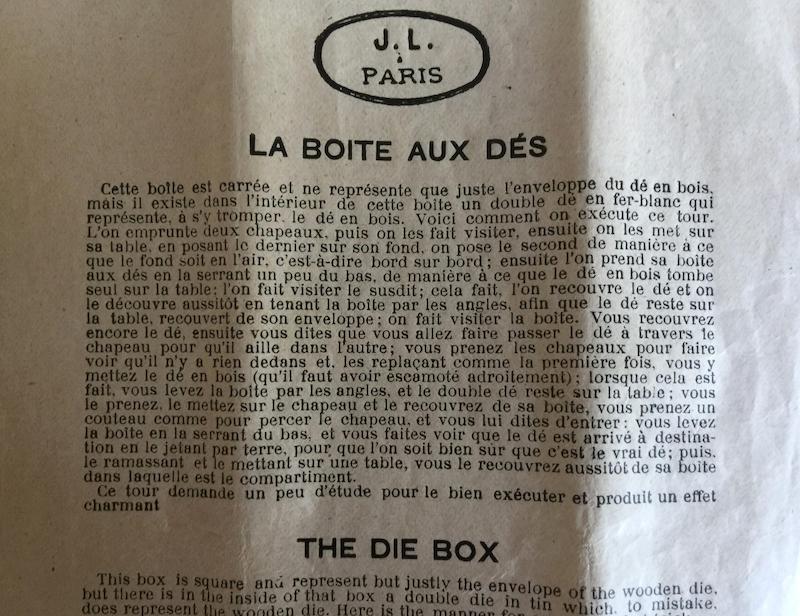 J. L.
à
PARIS
LA BOITE AUX DÉS
Cette boîte est carrée et ne représente que juste l'enveloppe du dé en bois,
mais il existe dans l'intérieur de cette boîte un double dé en fer-blanc qui
représente, à s'y tromper, le dé en bois. Voici comment on exécute ce tour.
L'on emprunte deux chapeaux, puis on les fait visiter, ensuite on les met sur
sa table, en posant le dernier sur son fond, on pose le second de manière à ce
que le fond soit en l'air, c'est-à-dire bord sur bord; ensuite l'on prend sa boîte
aux dés en la serrant un peu du bas, de manière à ce que le dé en bois tombe
seul sur la table; l'on fait visiter le susdit; cela fait, l'on recouvre le dé et on
le découvre aussitôt en tenant la boîte par les angles, afin que le dé reste sur
la table, recouvert de son enveloppe; on fait visiter la boîte. Vous recouvrez
encore le dé, ensuite vous dites que vous allez faire passer le dé à travers le
chapeau pour qu'il aille dans l'autre; vous prenez les chapeaux pour faire
voir qu'il n'y a rien dedans et, les replaçant comme la première fois, vous y
mettez le dé en bois (qu'il faut avoir escamoté adroitement); lorsque cela est
fait, vous levez la boîte par les angles, et le double dé reste sur la table; vous
le prenez, le mettez sur le chapeau et le recouvrez de sa boîte, vous prenez un
couteau comme pour percer le chapeau, et vous lui dites d'entrer: vous levez
la boîte en la serrant du bas, et vous faites voir que le dé est arrivé à destina-
tion en le jetant par terre, pour que l'on soit bien sûr que c'est le vrai dé; puis,
le ramassant et le mettant sur une table, vous le recouvrez aussitôt de sa boîte
dans laquelle est le compartiment.
Ce tour demande un peu d'étude pour le bien exécuter et produit un effet
charmant
THE DIE BOX
This box is square and represent but justly the envelope of the wooden die,
but there is in the inside of that box a double die in tin which, to mistake,
does represent the wooden die. Here is the manner for